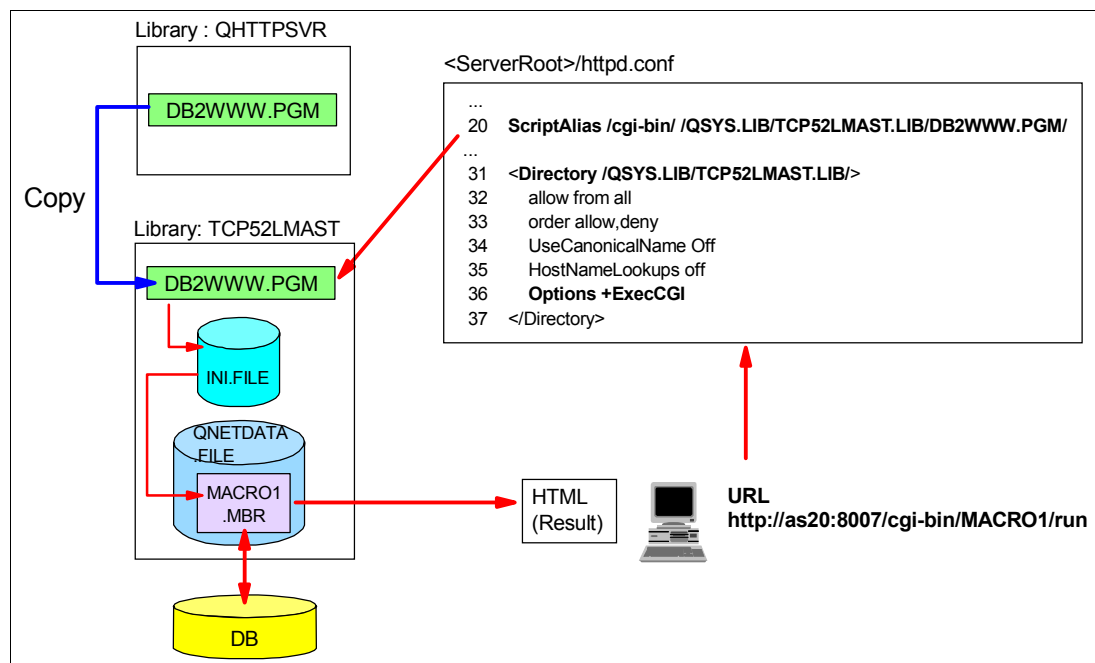 Library : QHTTPSVR
DB2WWW.PGM
Copy
Library: TCP52LMAST
DB2WWW.PGM
INI.FILE
QNETDATA
.FILE
MACRO1
.MBR
DB
<ServerRoot>/httpd.conf
...
20 ScriptAlias /cgi-bin/ /QSYS.LIB/TCP52LMAST.LIB/DB2WWW.PGM/
...
31 <Directory /QSYS.LIB/TCP52LMAST.LIB/>
32 allow from all
33 order allow,deny
34 UseCanonicalName Off
35 HostNameLookups off
36 Options +ExecCGI
37 </Directory>
HTML
(Result)
URL
http://as20:8007/cgi-bin/MACRO1/run